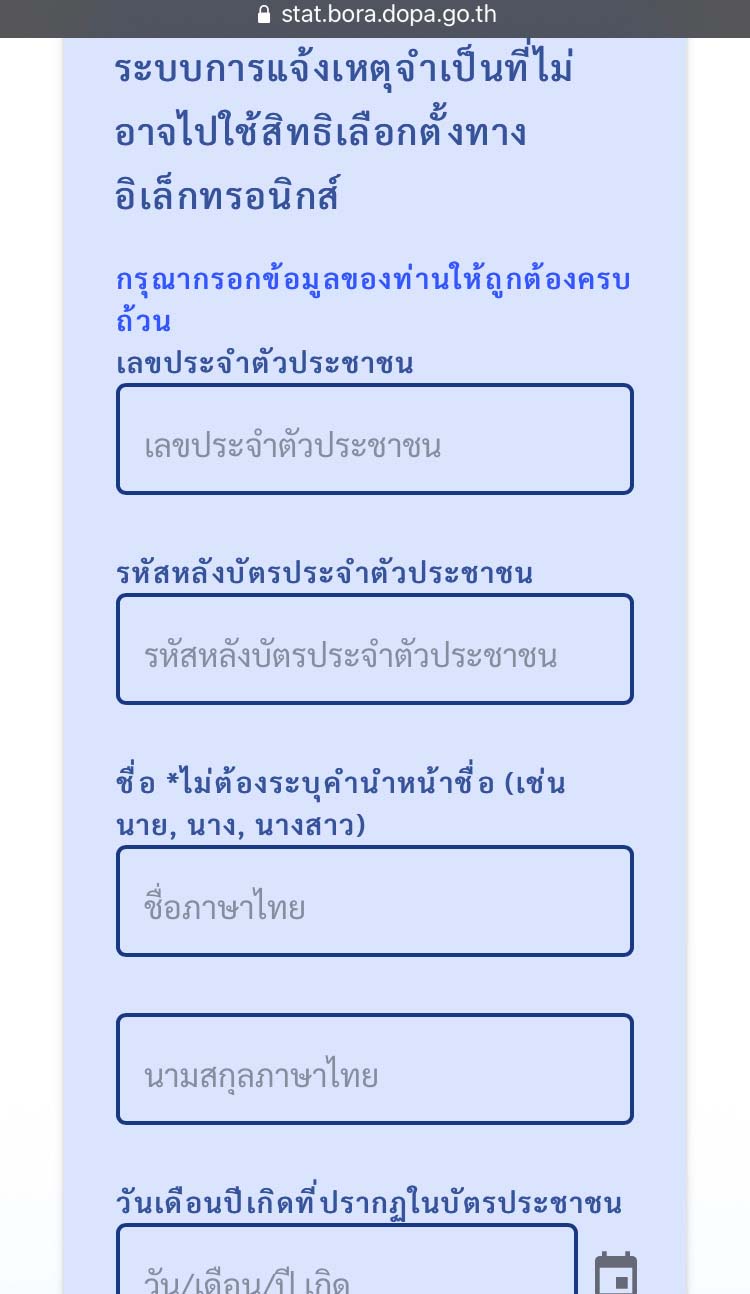 stat.bora.dopa.go.th
ระบบการแจ้งเหตุจำเป็นที่ไม่
อาจไปใช้สิทธิเลือกตั้งทาง
อิเล็กทรอนิกส์
กรุณากรอกข้อมูลของท่านให้ถูกต้องครบ
ถ้วน
เลขประจำตัวประชาชน
เลขประจำตัวประชาชน
รหัสหลังบัตรประจำตัวประชาชน
รหัสหลังบัตรประจำตัวประชาชน
ชื่อ *ไม่ต้องระบุคำนำหน้าชื่อ (เช่น
นาย, นาง, นางสาว)
ชื่อภาษาไทย
นามสกุลภาษาไทย
วันเดือนปีเกิดที่ปรากฏในบัตรประชาชน
วัน/เดือน/ปี เกิด